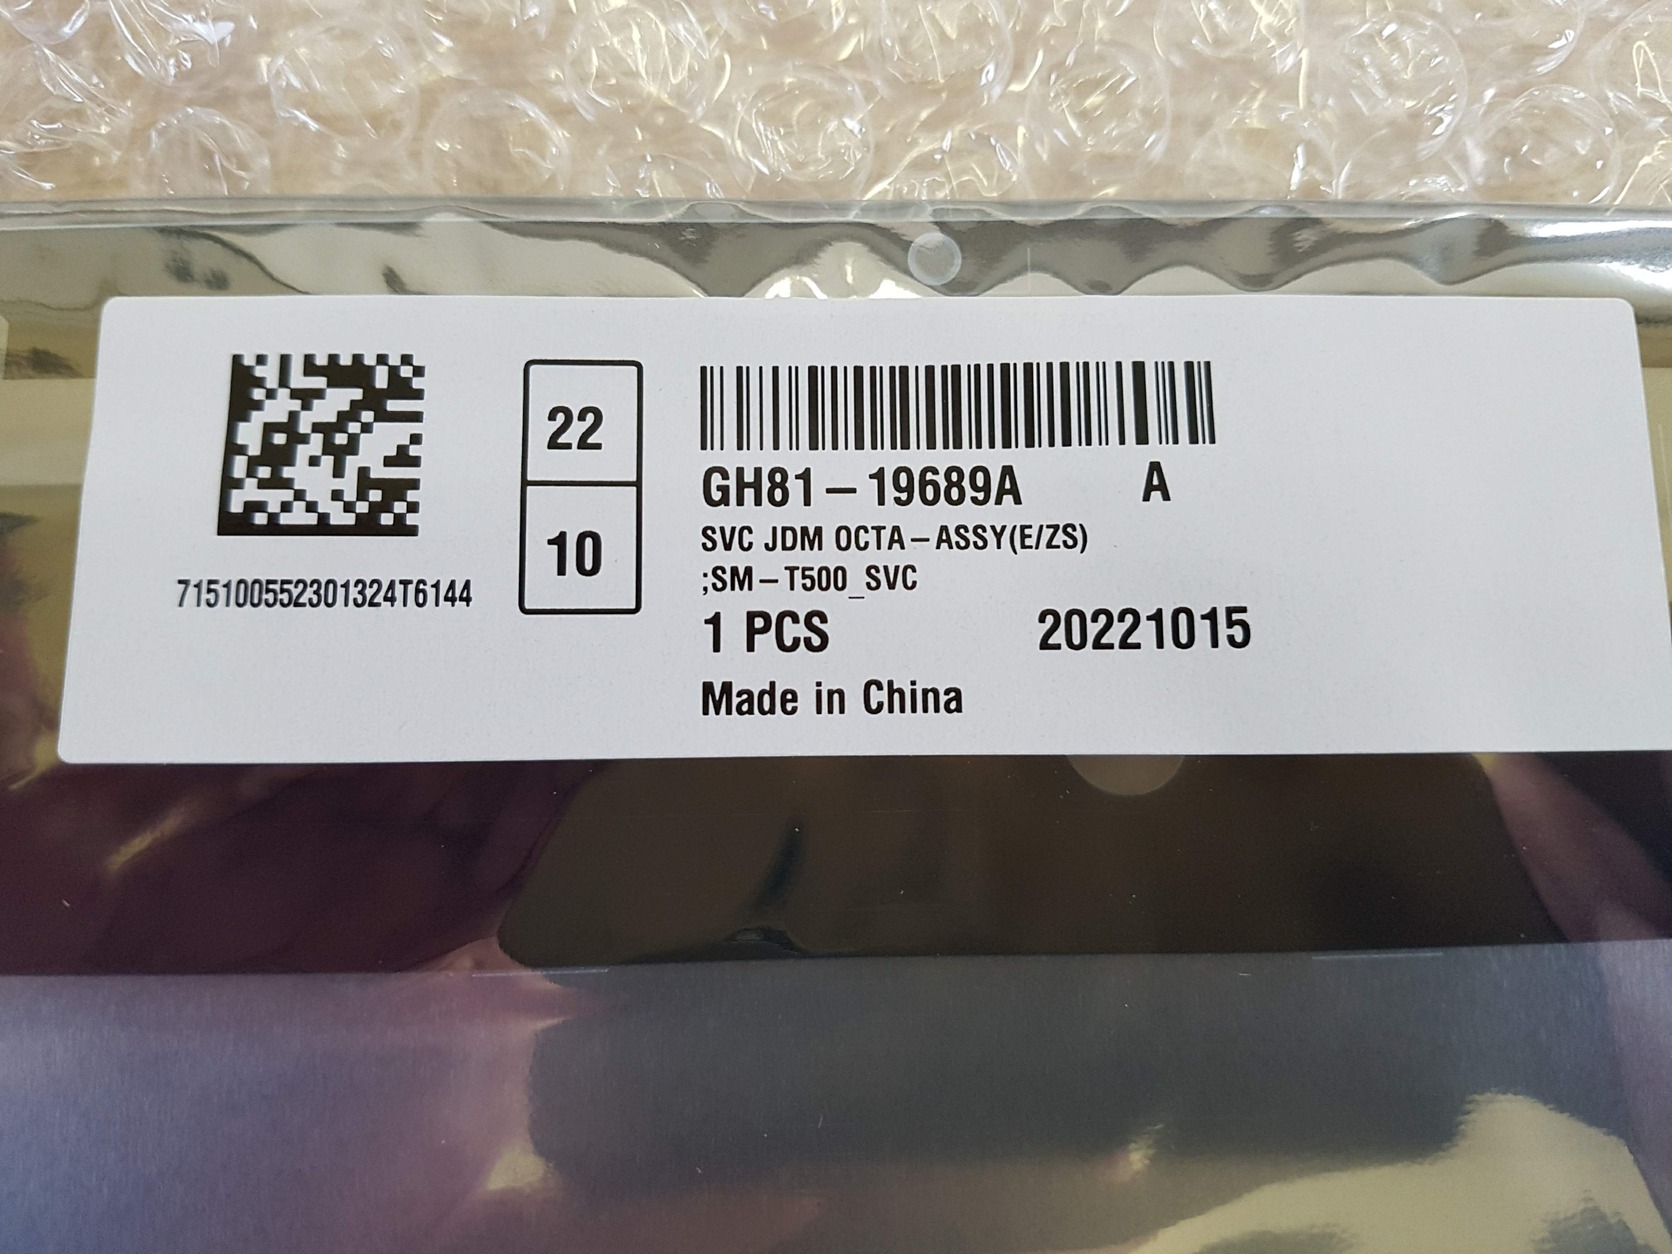 22
10
715100552301324T6144
GH81-19689A A
SVC JDM OCTA-ASSY(E/ZS)
;SM-T500_SVC
1 PCS 20221015
Made in China